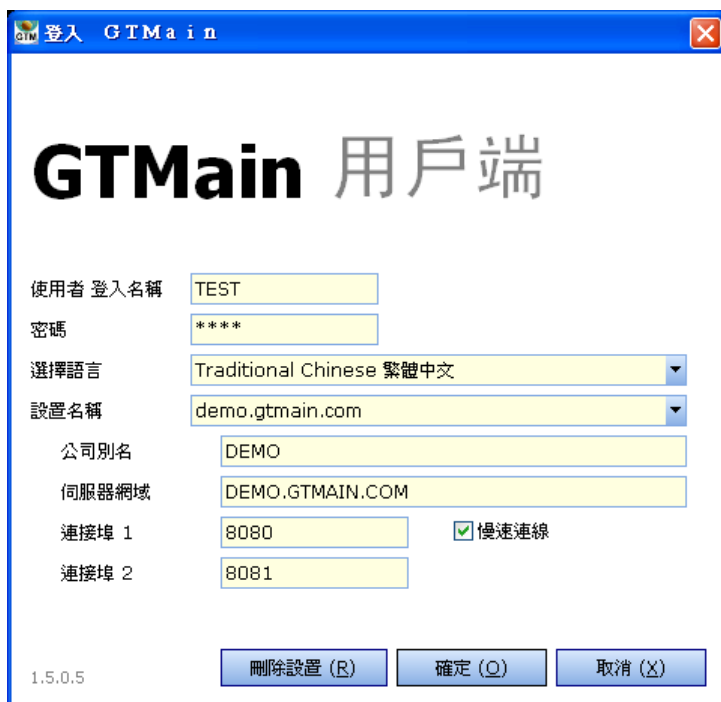 登入 GTMain
GTMain 用戶端
使用者 登入名稱 TEST
密碼 ****
選擇語言 Traditional Chinese 繁體中文
設置名稱 demo.gtmain.com
公司別名 DEMO
伺服器網域 DEMO.GTMAIN.COM
連接埠 1 8080 慢速連線
連接埠 2 8081
1.5.0.5 刪除設置 (R) 確定 (O) 取消 (X)